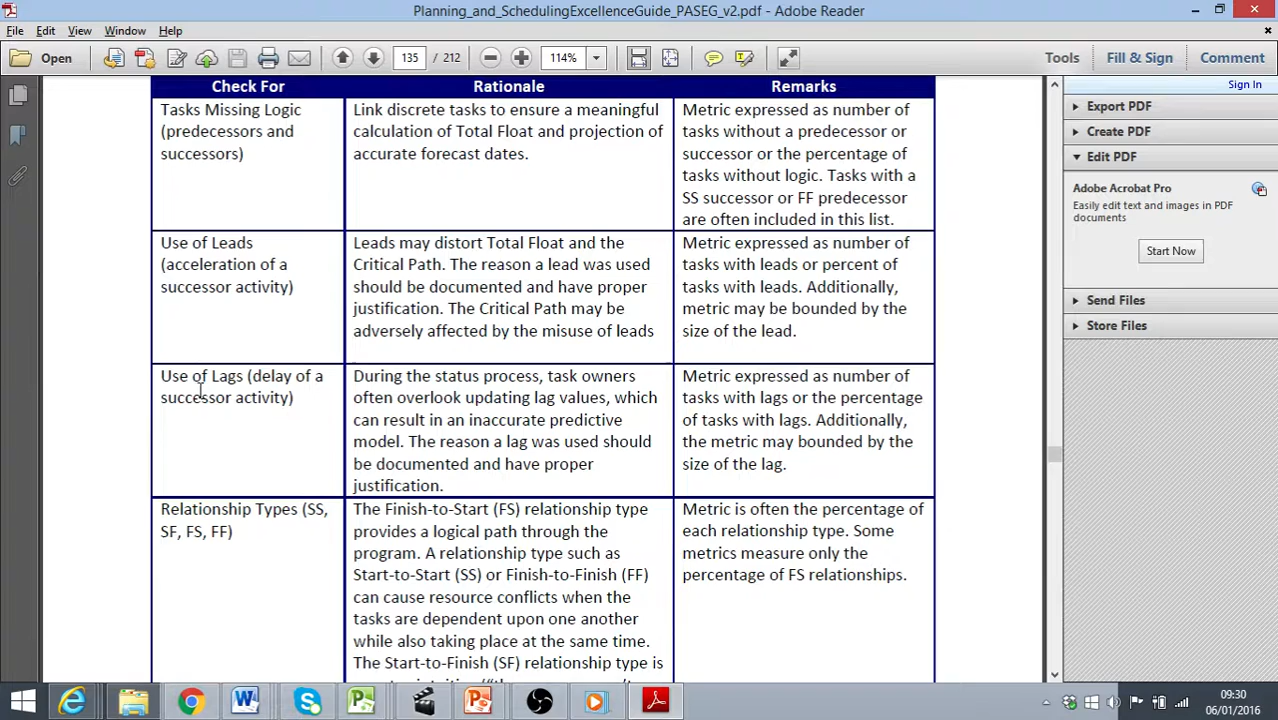 Planning_and_SchedulingExcellenceGuide_PASEG_v2.pdf - Adobe Reader
File Edit View Window Help
Open 135 / 212 114% Tools Fill & Sign Comment
Sign In
Check For Rationale Remarks
Tasks Missing Logic
(predecessors and
successors)
Link discrete tasks to ensure a meaningful
calculation of Total Float and projection of
accurate forecast dates.
Metric expressed as number of
tasks without a predecessor or
successor or the percentage of
tasks without logic. Tasks with a
SS successor or FF predecessor
are often included in this list.
Use of Leads
(acceleration of a
successor activity)
Leads may distort Total Float and the
Critical Path. The reason a lead was used
should be documented and have proper
justification. The Critical Path may be
adversely affected by the misuse of leads
Metric expressed as number of
tasks with leads or percent of
tasks with leads. Additionally,
metric may be bounded by the
size of the lead.
Use of Lags (delay of a
successor activity)
During the status process, task owners
often overlook updating lag values, which
can result in an inaccurate predictive
model. The reason a lag was used should
be documented and have proper
justification.
Metric expressed as number of
tasks with lags or the percentage
of tasks with lags. Additionally,
the metric may bounded by the
size of the lag.
Relationship Types (SS,
SF, FS, FF)
The Finish-to-Start (FS) relationship type
provides a logical path through the
program. A relationship type such as
Start-to-Start (SS) or Finish-to-Finish (FF)
can cause resource conflicts when the
tasks are dependent upon one another
while also taking place at the same time.
The Start-to-Finish (SF) relationship type is
Metric is often the percentage of
each relationship type. Some
metrics measure only the
percentage of FS relationships.
Export PDF
Create PDF
Edit PDF
Adobe Acrobat Pro
Easily edit text and images in PDF
documents
Start Now
Send Files
Store Files
09:30
06/01/2016